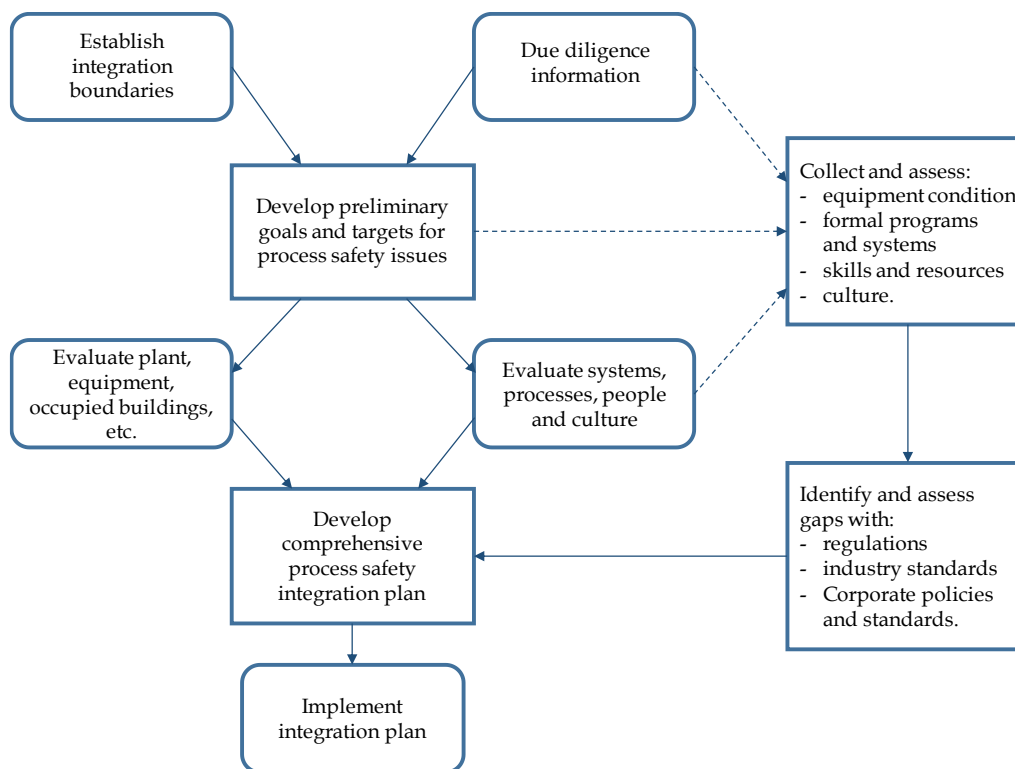 Establish
integration
boundaries
Due diligence
information
Develop preliminary
goals and targets for
process safety issues
Collect and assess:
- equipment condition
- formal programs
and systems
- skills and resources
- culture.
Evaluate plant,
equipment,
occupied buildings,
etc.
Evaluate systems,
processes, people
and culture
Develop
comprehensive
process safety
integration plan
Identify and assess
gaps with:
- regulations
- industry standards
- Corporate policies
and standards.
Implement
integration plan